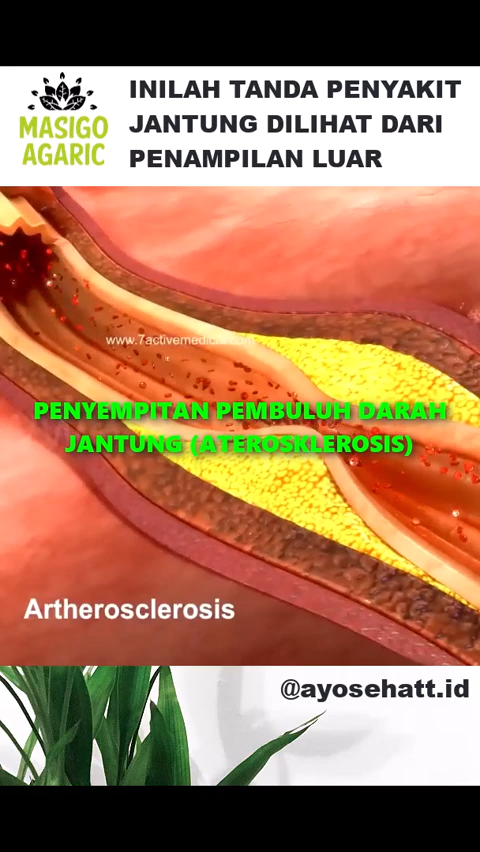 MASIGO
AGARIC
INILAH TANDA PENYAKIT
JANTUNG DILIHAT DARI
PENAMPILAN LUAR
www.7activemedical.com
PENYEMPITAN PEMBULUH DARAH
JANTUNG (ATEROSKLEROSIS)
Artherosclerosis
@ayosehatt.id